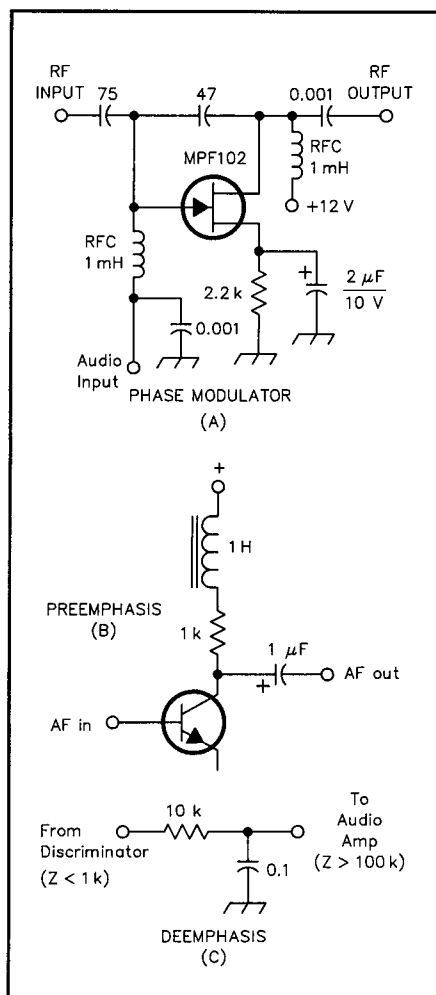 RF
INPUT
75
47
0.001
RF
OUTPUT
MPF102
RFC
1 mH
+12 V
RFC
1 mH
2.2 k
+
2 μF
10 V
0.001
Audio
Input
PHASE MODULATOR
(A)
+
1 H
PREEMPHASIS
(B)
1 k
1 μF
+
AF out
AF in
10 k
From
Discriminator
(Z < 1 k)
0.1
To
Audio
Amp
(Z > 100 k)
DEEMPHASIS
(C)